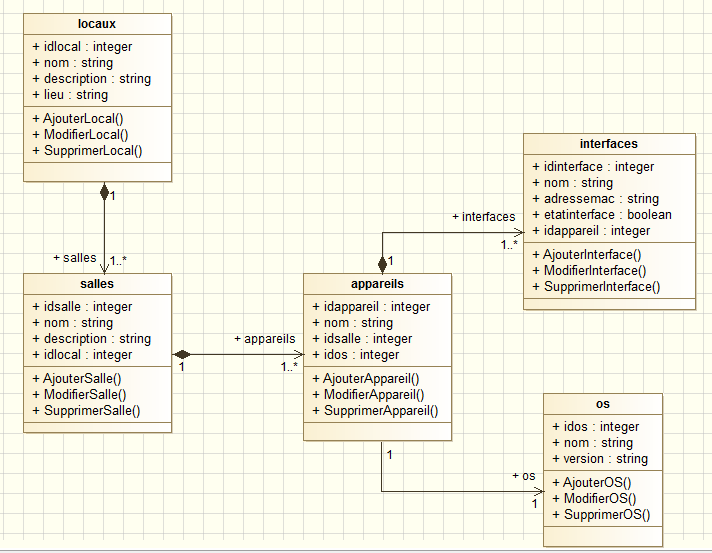 locaux
+ idlocal : integer
+ nom : string
+ description : string
+ lieu : string
+ AjouterLocal()
+ ModifierLocal()
+ SupprimerLocal()
1
+ salles
1..*
salles
+ idsalle : integer
+ nom : string
+ description : string
+ idlocal : integer
+ AjouterSalle()
+ ModifierSalle()
+ SupprimerSalle()
1
+ appareils
1..*
appareils
+ idappareil : integer
+ nom : string
+ idsalle : integer
+ idos : integer
+ AjouterAppareil()
+ ModifierAppareil()
+ SupprimerAppareil()
1
+ interfaces
1..*
interfaces
+ idinterface : integer
+ nom : string
+ adressemac : string
+ etatinterface : boolean
+ idappareil : integer
+ AjouterInterface()
+ ModifierInterface()
+ SupprimerInterface()
1
+ os
1
os
+ idos : integer
+ nom : string
+ version : string
+ AjouterOS()
+ ModifierOS()
+ SupprimerOS()